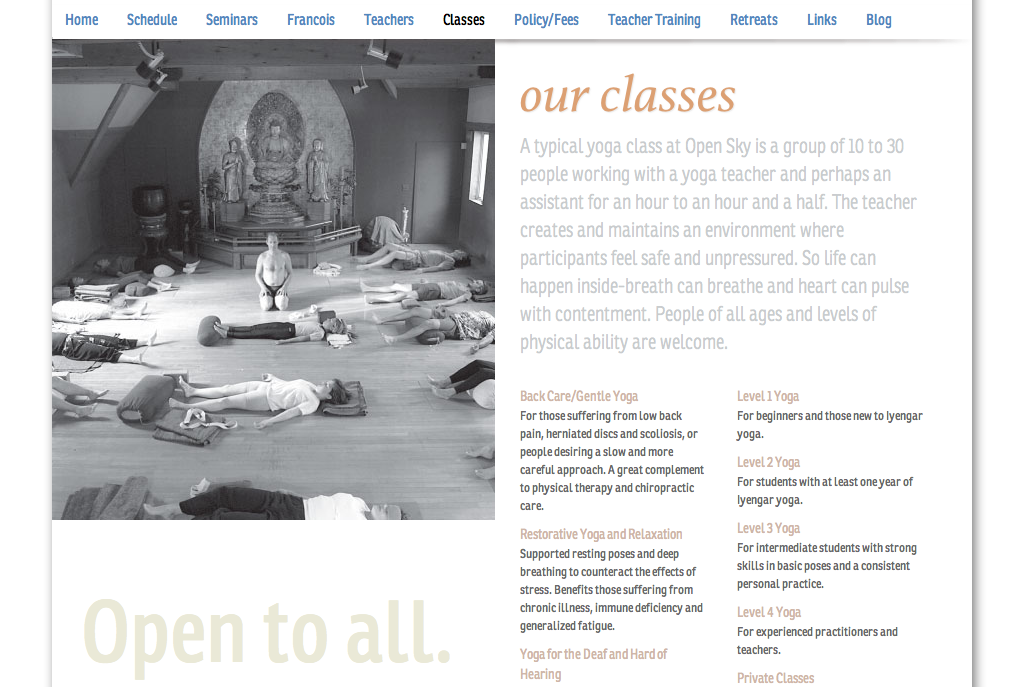 Home Schedule Seminars Francois Teachers Classes Policy/Fees Teacher Training Retreats Links Blog
our classes
A typical yoga class at Open Sky is a group of 10 to 30
people working with a yoga teacher and perhaps an
assistant for an hour to an hour and a half. The teacher
creates and maintains an environment where
participants feel safe and unpressured. So life can
happen inside-breath can breathe and heart can pulse
with contentment. People of all ages and levels of
physical ability are welcome.
Back Care/Gentle Yoga
For those suffering from low back
pain, herniated discs and scoliosis, or
people desiring a slow and more
careful approach. A great complement
to physical therapy and chiropractic
care.
Restorative Yoga and Relaxation
Supported resting poses and deep
breathing to counteract the effects of
stress. Benefits those suffering from
chronic illness, immune deficiency and
generalized fatigue.
Yoga for the Deaf and Hard of
Hearing
Level 1 Yoga
For beginners and those new to Iyengar
yoga.
Level 2 Yoga
For students with at least one year of
Iyengar yoga.
Level 3 Yoga
For intermediate students with strong
skills in basic poses and a consistent
personal practice.
Level 4 Yoga
For experienced practitioners and
teachers.
Private Classes
Open to all.